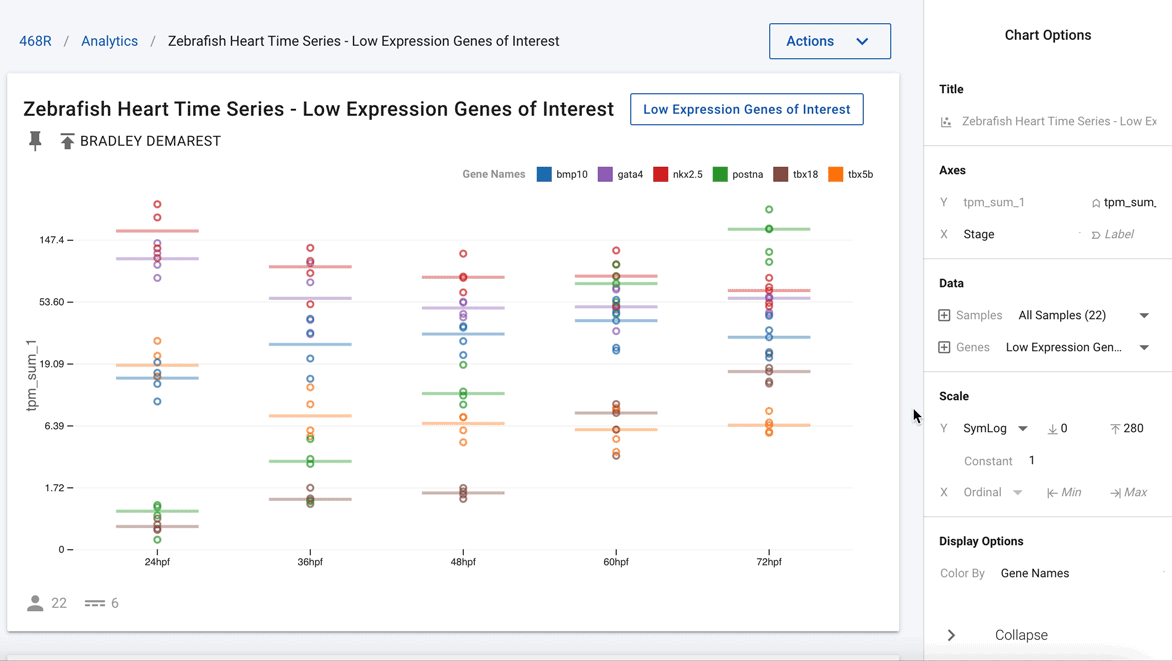 468R / Analytics / Zebrafish Heart Time Series - Low Expression Genes of Interest
Actions
Zebrafish Heart Time Series - Low Expression Genes of Interest
Low Expression Genes of Interest
BRADLEY DEMAREST
Gene Names bmp10 gata4 nkx2.5 postna tbx18 tbx5b
tpm_sum_1
147.4
53.60
19.09
6.39
1.72
0
24hpf 36hpf 48hpf 60hpf 72hpf
22 6
Chart Options
Title
Zebrafish Heart Time Series - Low Ex
Axes
Y tpm_sum_1 tpm_sum_
X Stage Label
Data
Samples All Samples (22)
Genes Low Expression Gen...
Scale
Y SymLog 0 280
Constant 1
X Ordinal Min Max
Display Options
Color By Gene Names
Collapse